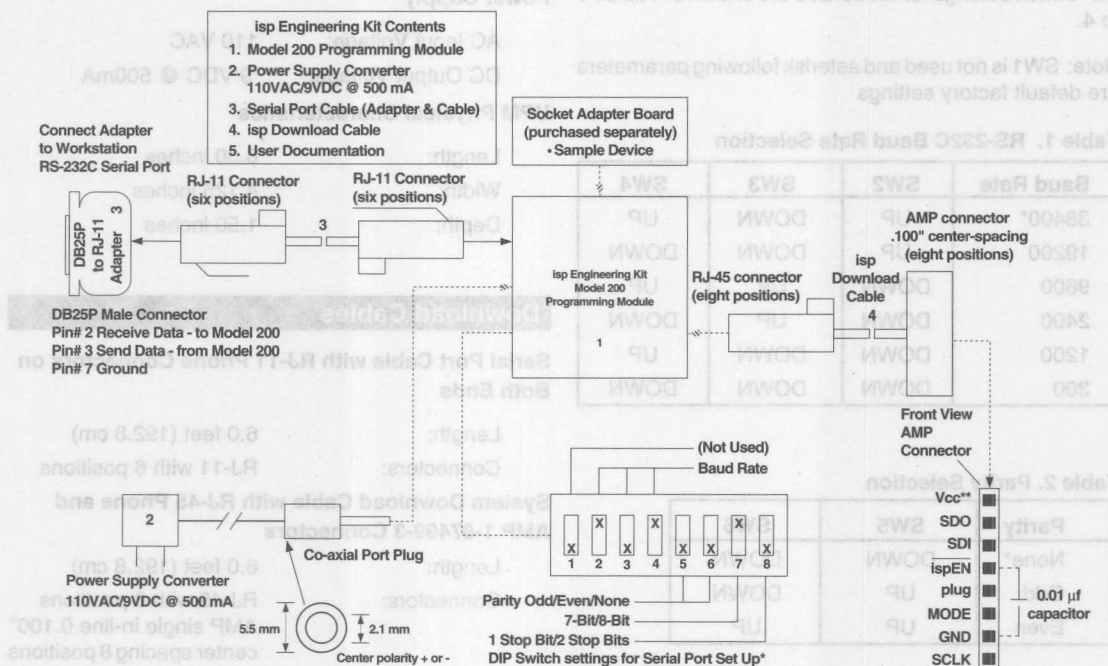 isp Engineering Kit Contents
1. Model 200 Programming Module
2. Power Supply Converter
110VAC/9VDC @ 500 mA
3. Serial Port Cable (Adapter & Cable)
4. isp Download Cable
5. User Documentation
Socket Adapter Board
(purchased separately)
• Sample Device
Connect Adapter
to Workstation
RS-232C Serial Port
RJ-11 Connector
(six positions)
RJ-11 Connector
(six positions)
3
DB25P
to RJ-11
Adapter
3
isp Engineering Kit
Model 200
Programming Module
1
RJ-45 connector
(eight positions)
isp
Download
Cable
4
AMP connector
.100" center-spacing
(eight positions)
DB25P Male Connector
Pin# 2 Receive Data - to Model 200
Pin# 3 Send Data - from Model 200
Pin# 7 Ground
Front View
AMP
Connector
Vcc**
SDO
SDI
ispEN
plug
MODE
GND
SCLK
0.01 µf
capacitor
2
Co-axial Port Plug
Power Supply Converter
110VAC/9VDC @ 500 mA
5.5 mm
2.1 mm
Center polarity + or -
(Not Used)
Baud Rate
X X X X X X X X
1 2 3 4 5 6 7 8
Parity Odd/Even/None
7-Bit/8-Bit
1 Stop Bit/2 Stop Bits
DIP Switch settings for Serial Port Set Up*